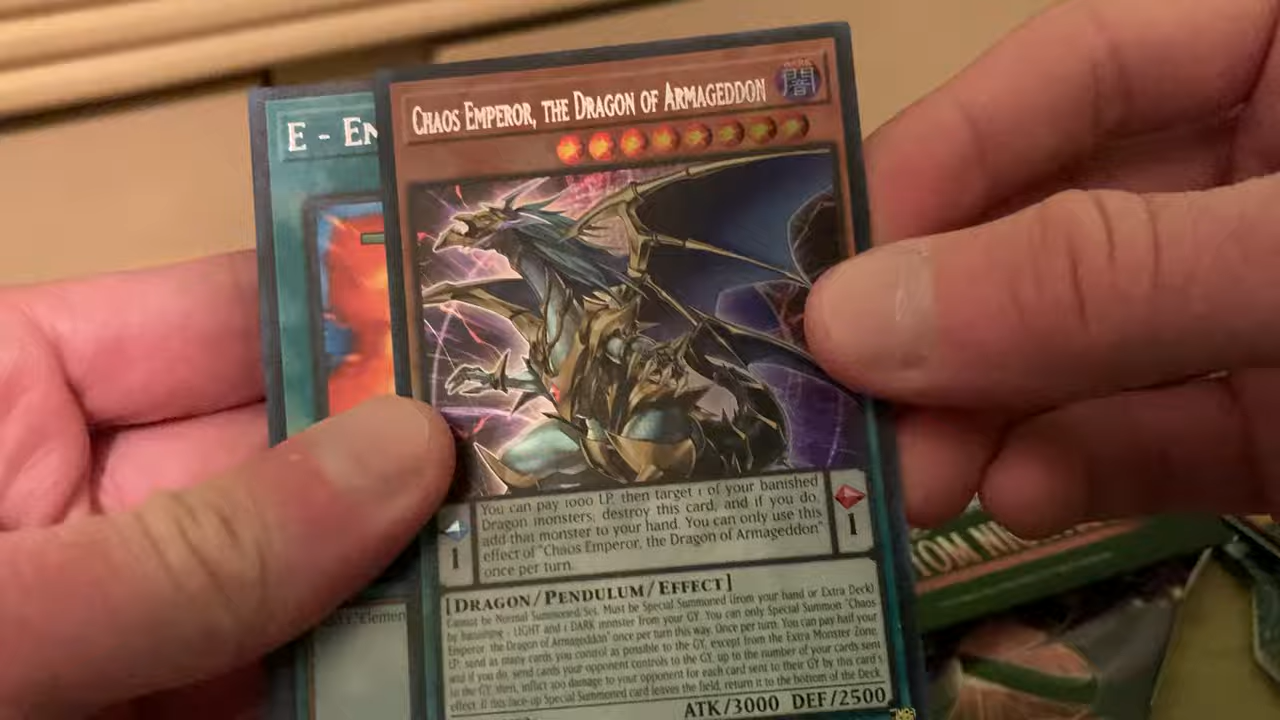 CHAOS EMPEROR, THE DRAGON OF ARMAGEDDON
DARK
闇
E - EN
You can pay 1000 LP, then target 1 of your banished
Dragon monsters; destroy this card, and if you do,
add that monster to your hand. You can only use this
effect of "Chaos Emperor, the Dragon of Armageddon"
once per turn.
1
1
[DRAGON/PENDULUM/EFFECT]
Cannot be Normal Summoned/Set. Must be Special Summoned (from your hand or Extra Deck)
by banishing 1 LIGHT and 1 DARK monster from your GY. You can only Special Summon "Chaos
Emperor, the Dragon of Armageddon" once per turn this way. Once per turn: You can pay half your
LP; send as many cards you control as possible to the GY, except from the Extra Monster Zone,
and if you do, send cards your opponent controls to the GY, up to the number of your cards sent
to the GY, then, inflict 300 damage to your opponent for each card sent to their GY by this card's
effect. If this face-up Special Summoned card leaves the field, return it to the bottom of the Deck.
ATK/3000 DEF/2500
"Elemen